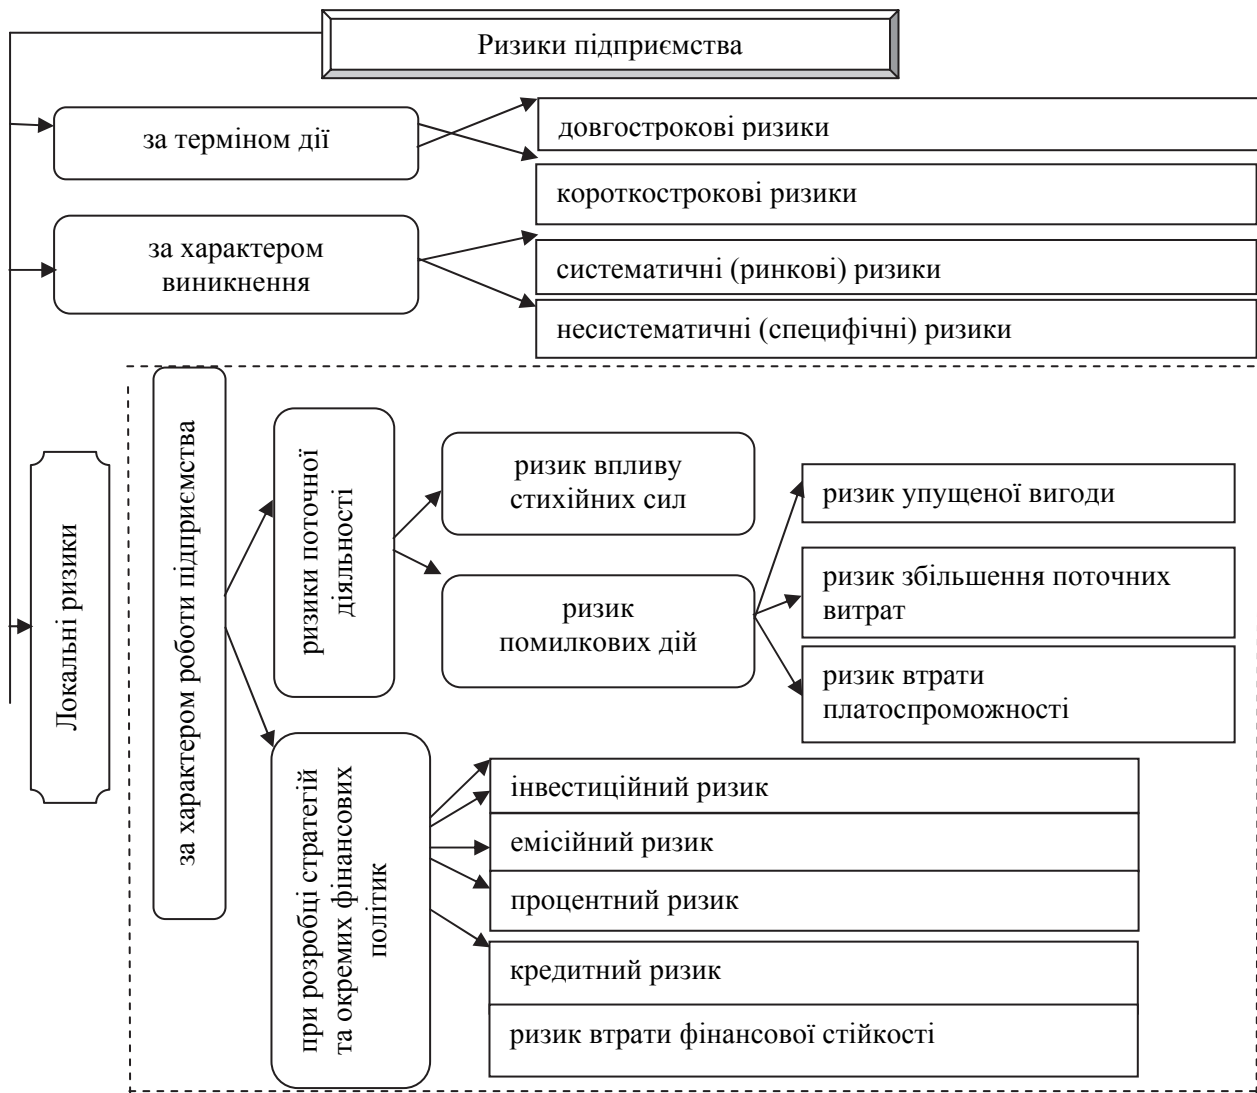 Ризики підприємства
за терміном дії
довгострокові ризики
короткострокові ризики
за характером
виникнення
систематичні (ринкові) ризики
несистематичні (специфічні) ризики
Локальні ризики
за характером роботи підприємства
ризики поточної
діяльності
ризик впливу
стихійних сил
ризик
помилкових дій
ризик упущеної вигоди
ризик збільшення поточних
витрат
ризик втрати
платоспроможності
при розробці стратегій
та окремих фінансових
політик
інвестиційний ризик
емісійний ризик
процентний ризик
кредитний ризик
ризик втрати фінансової стійкості